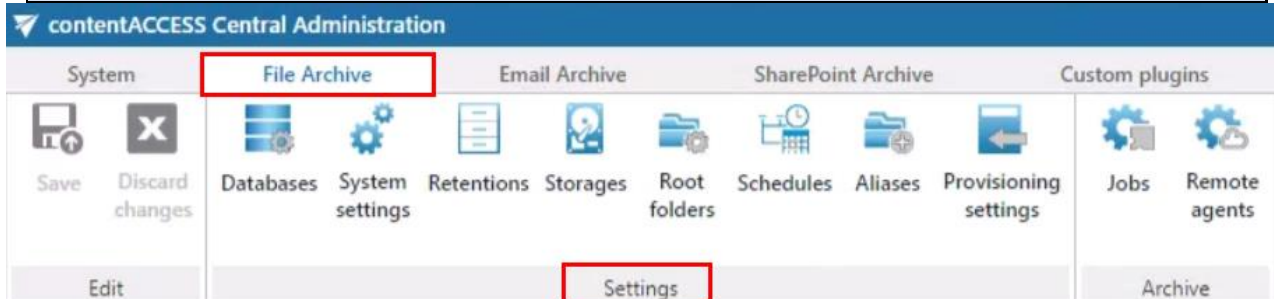 contentACCESS Central Administration
System File Archive Email Archive SharePoint Archive Custom plugins
Save Discard Databases System Retentions Storages Root Schedules Aliases Provisioning Jobs Remote
changes settings folders settings agents
Edit Settings Archive